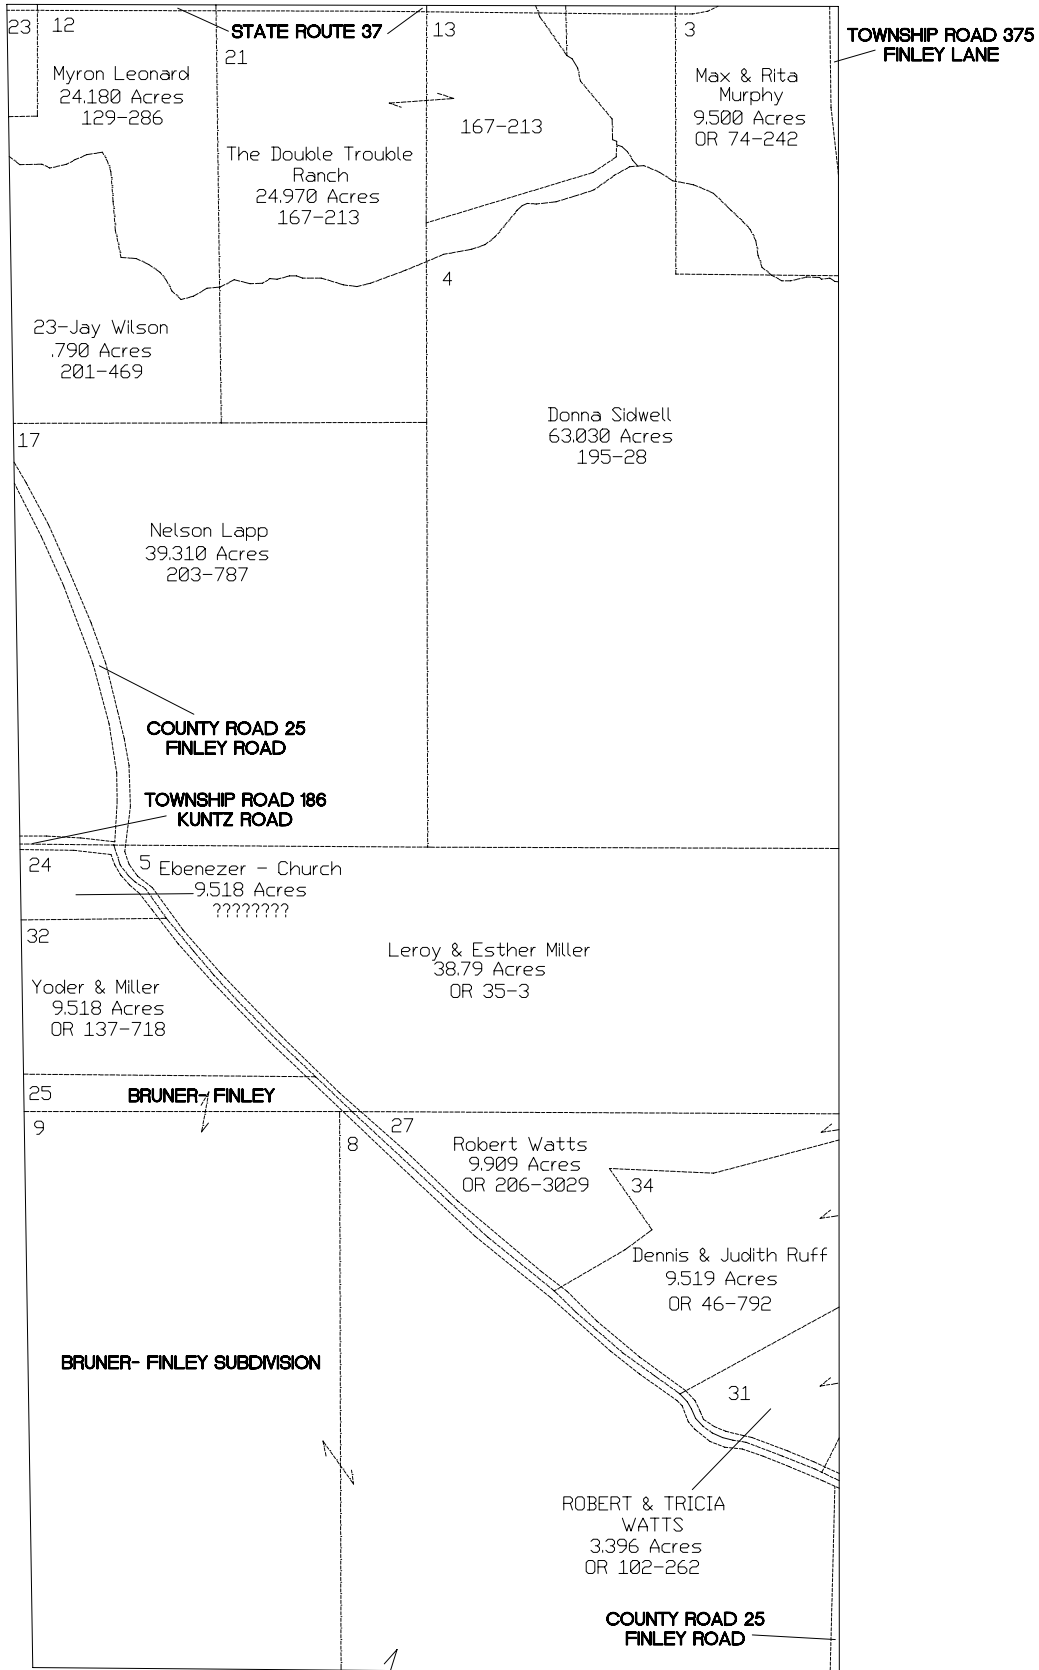 23 12
STATE ROUTE 37
13
3
TOWNSHIP ROAD 375
FINLEY LANE
21
Myron Leonard
24.180 Acres
129-286
Max & Rita
Murphy
9.500 Acres
OR 74-242
167-213
The Double Trouble
Ranch
24.970 Acres
167-213
4
23-Jay Wilson
.790 Acres
201-469
Donna Sidwell
63.030 Acres
195-28
17
Nelson Lapp
39.310 Acres
203-787
COUNTY ROAD 25
FINLEY ROAD
TOWNSHIP ROAD 186
KUNTZ ROAD
24
5
Ebenezer - Church
9.518 Acres
????????
32
Leroy & Esther Miller
38.79 Acres
OR 35-3
Yoder & Miller
9.518 Acres
OR 137-718
25
BRUNER- FINLEY
9
8
27
Robert Watts
9.909 Acres
OR 206-3029
34
Dennis & Judith Ruff
9.519 Acres
OR 46-792
BRUNER- FINLEY SUBDIVISION
31
ROBERT & TRICIA
WATTS
3.396 Acres
OR 102-262
COUNTY ROAD 25
FINLEY ROAD